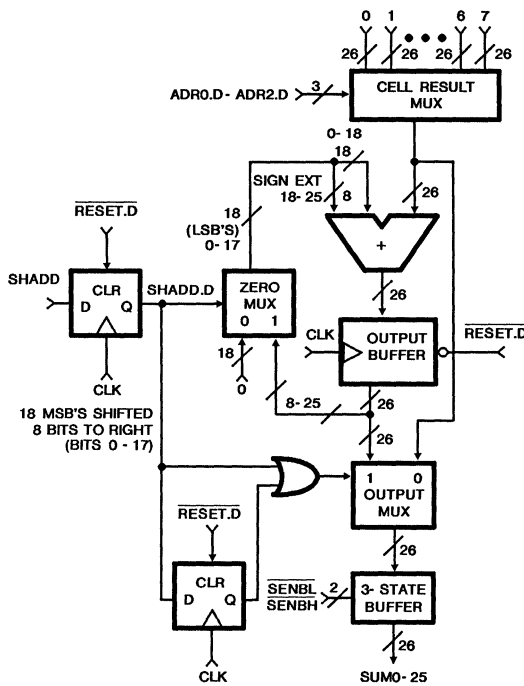 0 1 6 7
26 26 26 26
ADR0.D - ADR2.D 3
CELL RESULT
MUX
0- 18
18
SIGN EXT
18- 25 8 26
18
(LSB'S)
0- 17
RESET.D
+
SHADD
CLR
D Q
SHADD.D
ZERO
MUX
0 1
26
CLK
OUTPUT
BUFFER
RESET.D
CLK
18
0
8- 25
26
26
18 MSB'S SHIFTED
8 BITS TO RIGHT
(BITS 0 - 17)
1 0
OUTPUT
MUX
RESET.D
26
CLR
D Q
SENBL
SENBH
2
3- STATE
BUFFER
26
CLK
SUM0- 25